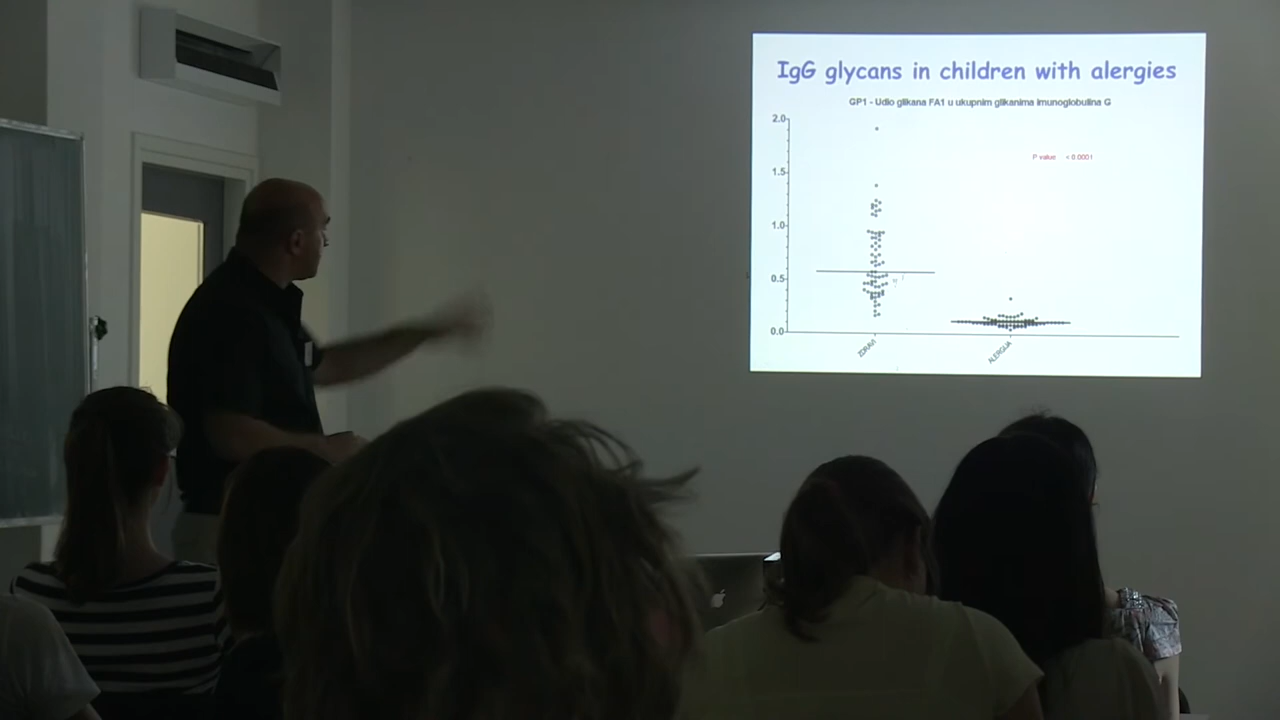 IgG glycans in children with alergies
GP1 - Udio glikana FA1 u ukupnim glikanima imunoglobulina G
2.0
P value < 0.0001
1.5
1.0
0.5
0.0
ZDRAVI
ALERGIJA